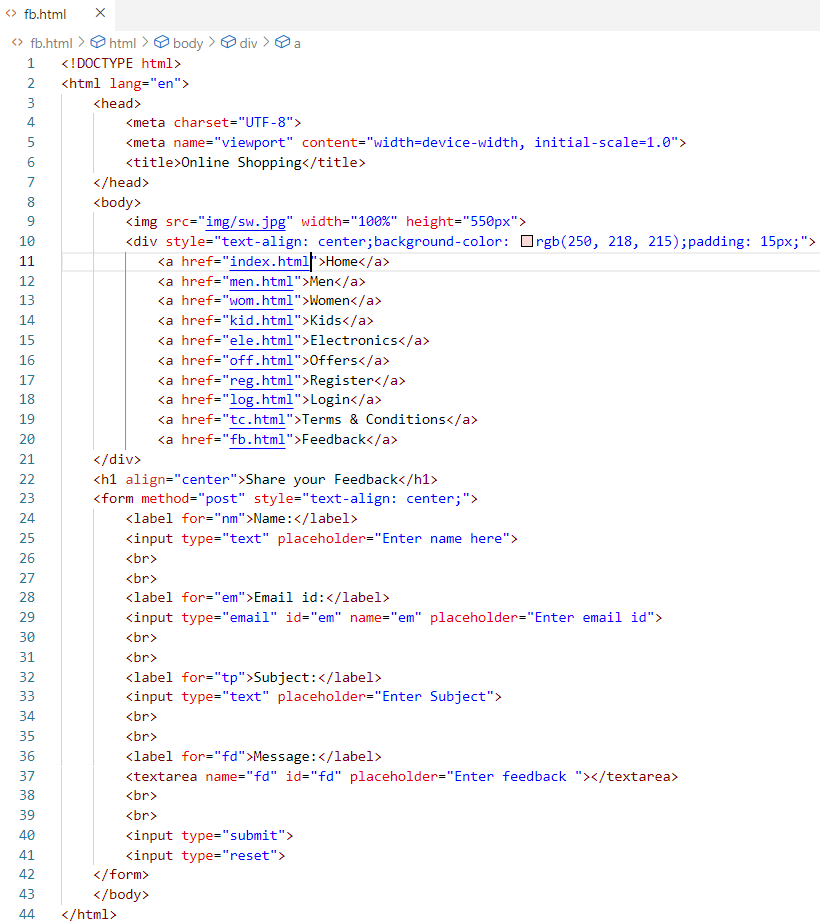 fb.html
fb.html > html > body > div > a
1 <!DOCTYPE html>
2 <html lang="en">
3 <head>
4 <meta charset="UTF-8">
5 <meta name="viewport" content="width=device-width, initial-scale=1.0">
6 <title>Online Shopping</title>
7 </head>
8 <body>
9 <img src="img/sw.jpg" width="100%" height="550px">
10 <div style="text-align: center;background-color: rgb(250, 218, 215);padding: 15px;">
11 <a href="index.html">Home</a>
12 <a href="men.html">Men</a>
13 <a href="wom.html">Women</a>
14 <a href="kid.html">Kids</a>
15 <a href="ele.html">Electronics</a>
16 <a href="off.html">Offers</a>
17 <a href="reg.html">Register</a>
18 <a href="log.html">Login</a>
19 <a href="tc.html">Terms & Conditions</a>
20 <a href="fb.html">Feedback</a>
21 </div>
22 <h1 align="center">Share your Feedback</h1>
23 <form method="post" style="text-align: center;">
24 <label for="nm">Name:</label>
25 <input type="text" placeholder="Enter name here">
26 <br>
27 <br>
28 <label for="em">Email id:</label>
29 <input type="email" id="em" name="em" placeholder="Enter email id">
30 <br>
31 <br>
32 <label for="tp">Subject:</label>
33 <input type="text" placeholder="Enter Subject">
34 <br>
35 <br>
36 <label for="fd">Message:</label>
37 <textarea name="fd" id="fd" placeholder="Enter feedback "></textarea>
38 <br>
39 <br>
40 <input type="submit">
41 <input type="reset">
42 </form>
43 </body>
44 </html>